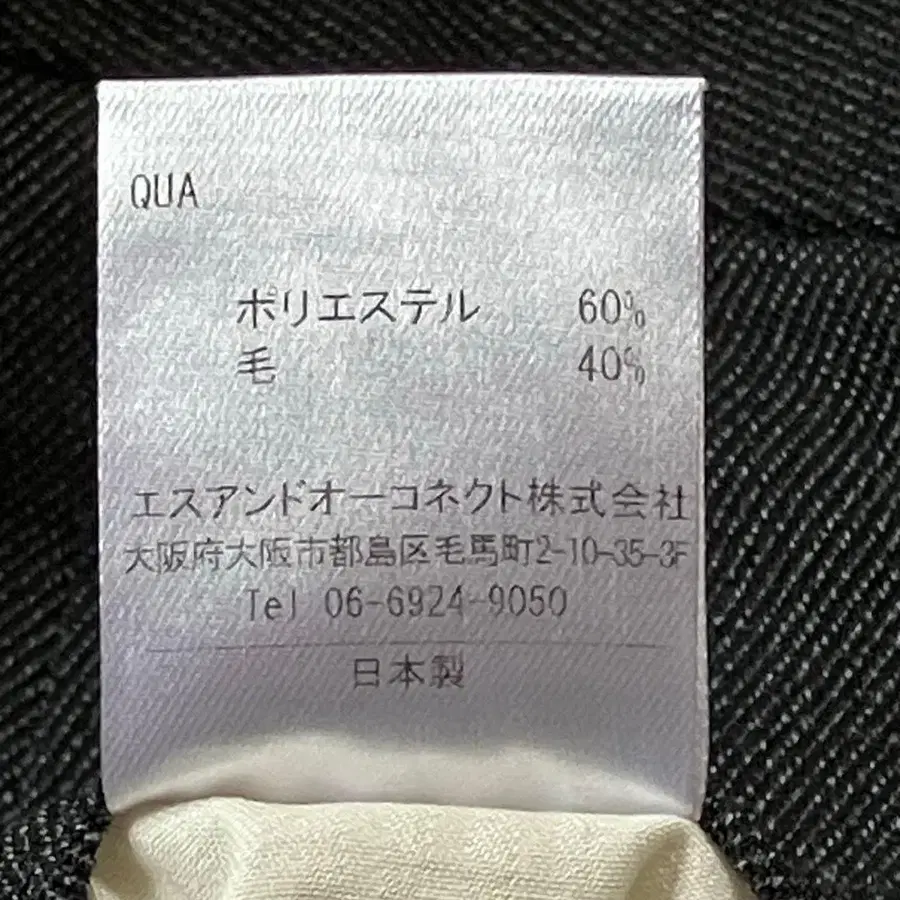 QUA
ポリエステル 60%
毛 40%
エスアンドオーコネクト株式会社
大阪府大阪市都島区毛馬町2-10-35-3F
Tel 06-6924-9050
日本製